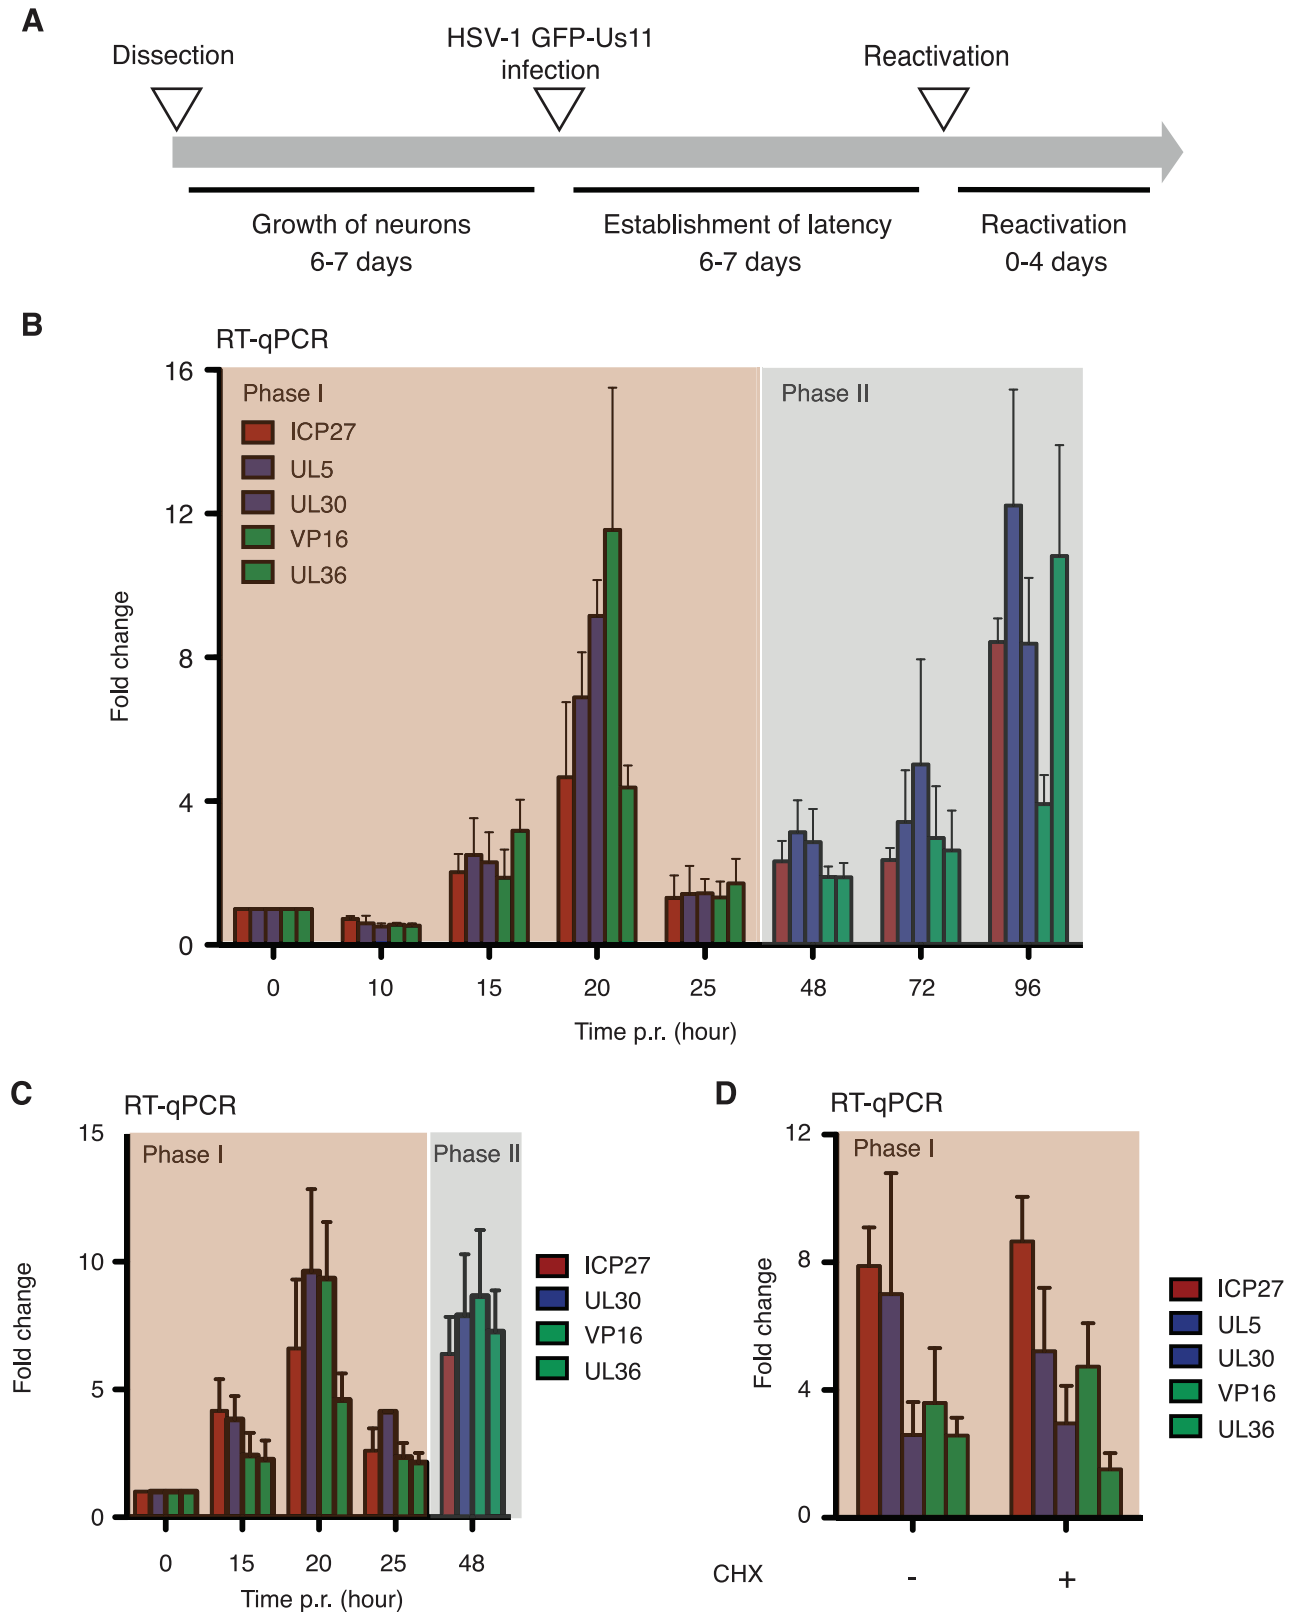 A
Dissection
HSV-1 GFP-Us11
infection
Reactivation
Growth of neurons
6-7 days
Establishment of latency
6-7 days
Reactivation
0-4 days
B
RT-qPCR
Phase I
Phase II
ICP27
UL5
UL30
VP16
UL36
16
12
8
4
0
Fold change
0 10 15 20 25 48 72 96
Time p.r. (hour)
C
RT-qPCR
Phase I
Phase II
15
10
5
0
Fold change
0 15 20 25 48
Time p.r. (hour)
ICP27
UL30
VP16
UL36
D
RT-qPCR
Phase I
12
8
4
0
Fold change
CHX - +
ICP27
UL5
UL30
VP16
UL36